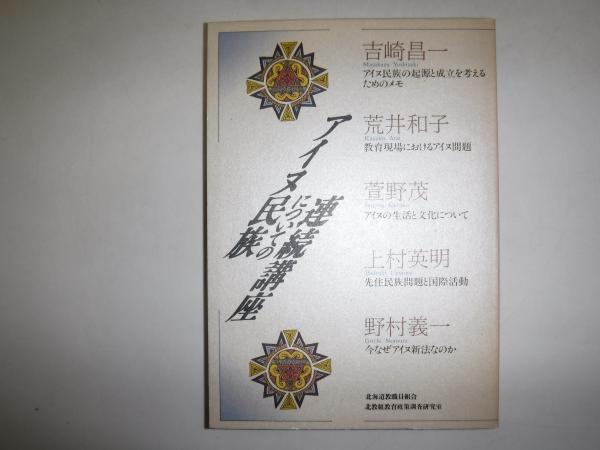 吉崎昌一
Masakazu Yoshizaki
アイヌ民族の起源と成立を考える
ためのメモ
荒井和子
Kazuko Arai
教育現場におけるアイヌ問題
萱野茂
Shigeru Kayano
アイヌの生活と文化について
上村英明
Hideaki Uemura
先住民族問題と国際活動
野村義一
Giichi Nomura
今なぜアイヌ新法なのか
アイヌ民族
についての
連続講座
北海道教職員組合
北教組教育政策調査研究室